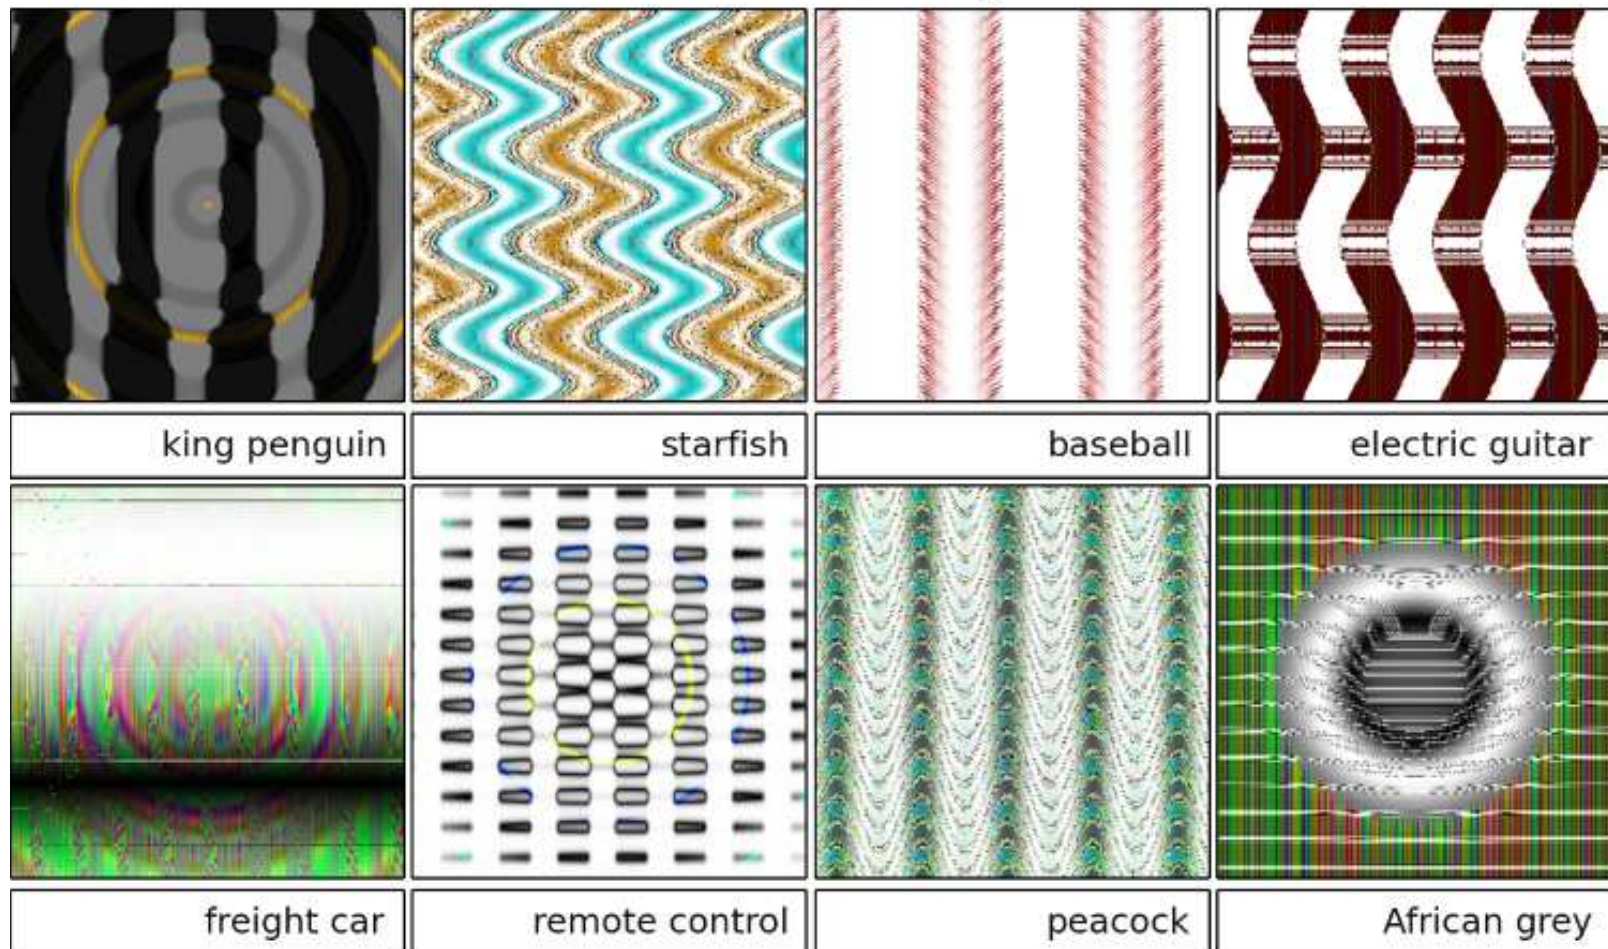 king penguin
starfish
baseball
electric guitar
freight car
remote control
peacock
African grey